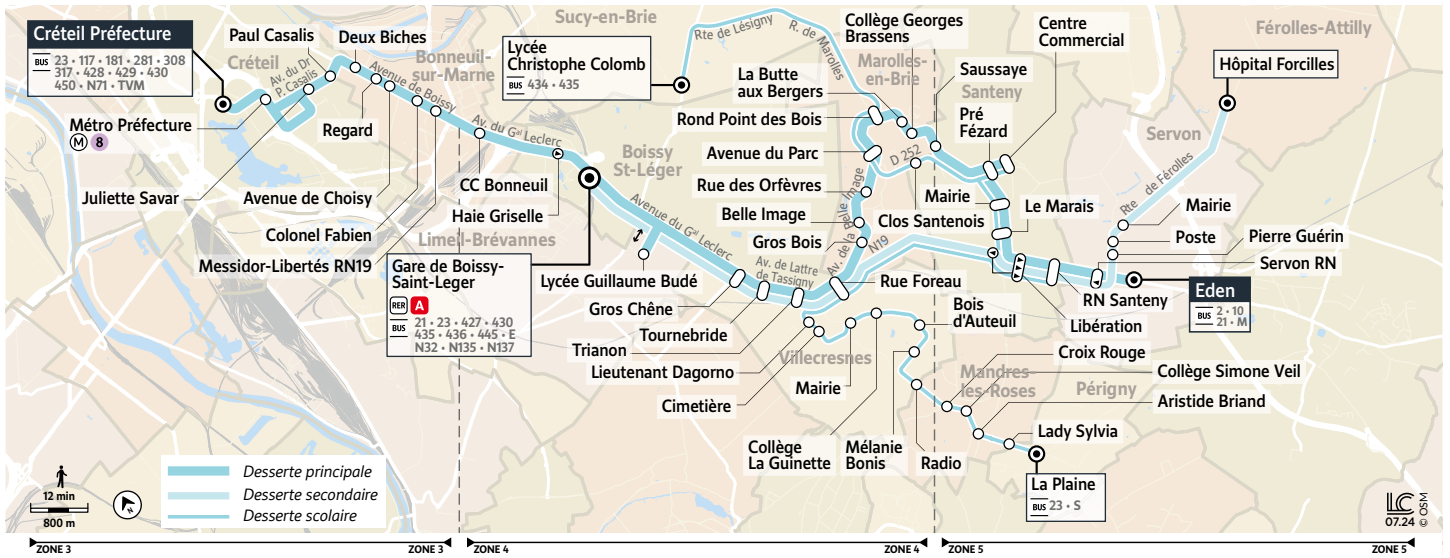 Créteil Préfecture
BUS 23 • 117 • 181 • 281 • 308
317 • 428 • 429 • 430
450 • N71 • TVM
Paul Casalis
Deux Biches
Créteil
Av. du Dr
P. Casalis
Bonneuil-
sur-Marne
Avenue de Boissy
Métro Préfecture
M 8
Regard
Juliette Savar
Avenue de Choisy
Colonel Fabien
Messidor-Libertés RN19
Av. du Gal Leclerc
CC Bonneuil
Haie Griselle
Limeil-Brévannes
Gare de Boissy-
Saint-Leger
RER A
BUS 21 • 23 • 427 • 430
435 • 436 • 445 • E
N32 • N135 • N137
Sucy-en-Brie
Lycée
Christophe Colomb
BUS 434 • 435
Rte de Lésigny
R. de Marolles
Boissy
St-Léger
Avenue du Gal Leclerc
Lycée Guillaume Budé
Gros Chêne
Tournebride
Trianon
Lieutenant Dagorno
Cimetière
Av. de Lattre
de Tassigny
Collège Georges
Brassens
Marolles-
en-Brie
La Butte
aux Bergers
Rond Point des Bois
Avenue du Parc
Rue des Orfèvres
Belle Image
Gros Bois
Av. de la Belle Image
D 252
N19
Rue Foreau
Centre
Commercial
Saussaye
Santeny
Pré
Fézard
Mairie
Clos Santenois
Le Marais
Férolles-Attilly
Hôpital Forcilles
Servon
Rte de Férolles
Mairie
Poste
Pierre Guérin
Servon RN
RN Santeny
Libération
Eden
BUS 2 • 10
21 • M
Villecresnes
Mairie
Collège
La Guinette
Bois
d'Auteuil
Mélanie
Bonis
Radio
Mandres-
les-Roses
Périgny
Croix Rouge
Collège Simone Veil
Aristide Briand
Lady Sylvia
La Plaine
BUS 23 • S
12 min
800 m
N
Desserte principale
Desserte secondaire
Desserte scolaire
LC
07.24
© OSM
ZONE 3
ZONE 3
ZONE 4
ZONE 4
ZONE 5
ZONE 5